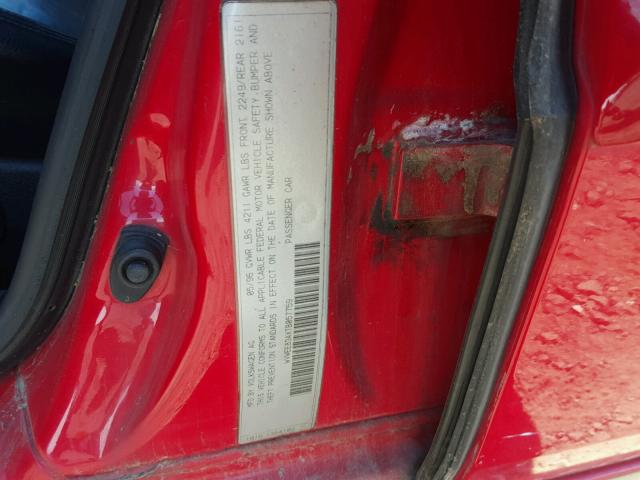 MFG BY VOLKSWAGEN AG 05/96 GVWR LBS 4211 GAWR LBS FRONT 2249/REAR 2161
THIS VEHICLE CONFORMS TO ALL APPLICABLE FEDERAL MOTOR VEHICLE SAFETY, BUMPER AND
THEFT PREVENTION STANDARDS IN EFFECT ON THE DATE OF MANUFACTURE SHOWN ABOVE
PASSENGER CAR